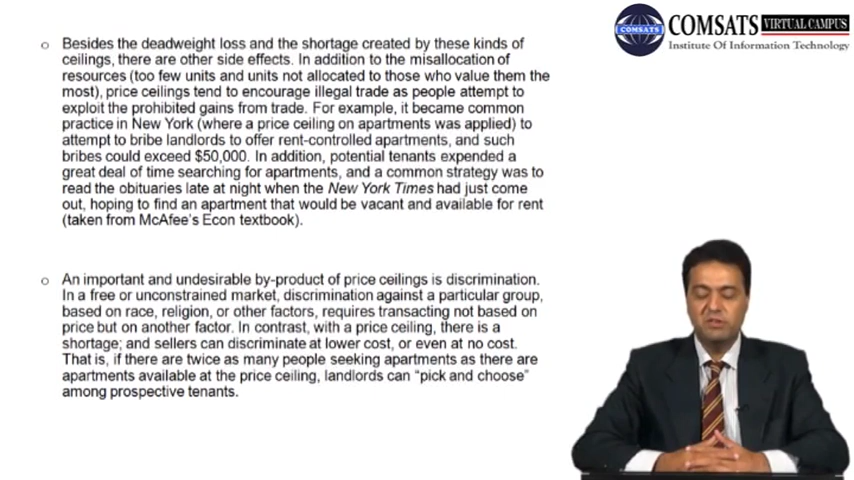 COMSATS VIRTUAL CAMPUS
COMSATS
Institute Of Information Technology
o Besides the deadweight loss and the shortage created by these kinds of
ceilings, there are other side effects. In addition to the misallocation of
resources (too few units and units not allocated to those who value them the
most), price ceilings tend to encourage illegal trade as people attempt to
exploit the prohibited gains from trade. For example, it became common
practice in New York (where a price ceiling on apartments was applied) to
attempt to bribe landlords to offer rent-controlled apartments, and such
bribes could exceed $50,000. In addition, potential tenants expended a
great deal of time searching for apartments, and a common strategy was to
read the obituaries late at night when the New York Times had just come
out, hoping to find an apartment that would be vacant and available for rent
(taken from McAfee's Econ textbook).
o An important and undesirable by-product of price ceilings is discrimination.
In a free or unconstrained market, discrimination against a particular group,
based on race, religion, or other factors, requires transacting not based on
price but on another factor. In contrast, with a price ceiling, there is a
shortage; and sellers can discriminate at lower cost, or even at no cost.
That is, if there are twice as many people seeking apartments as there are
apartments available at the price ceiling, landlords can "pick and choose"
among prospective tenants.